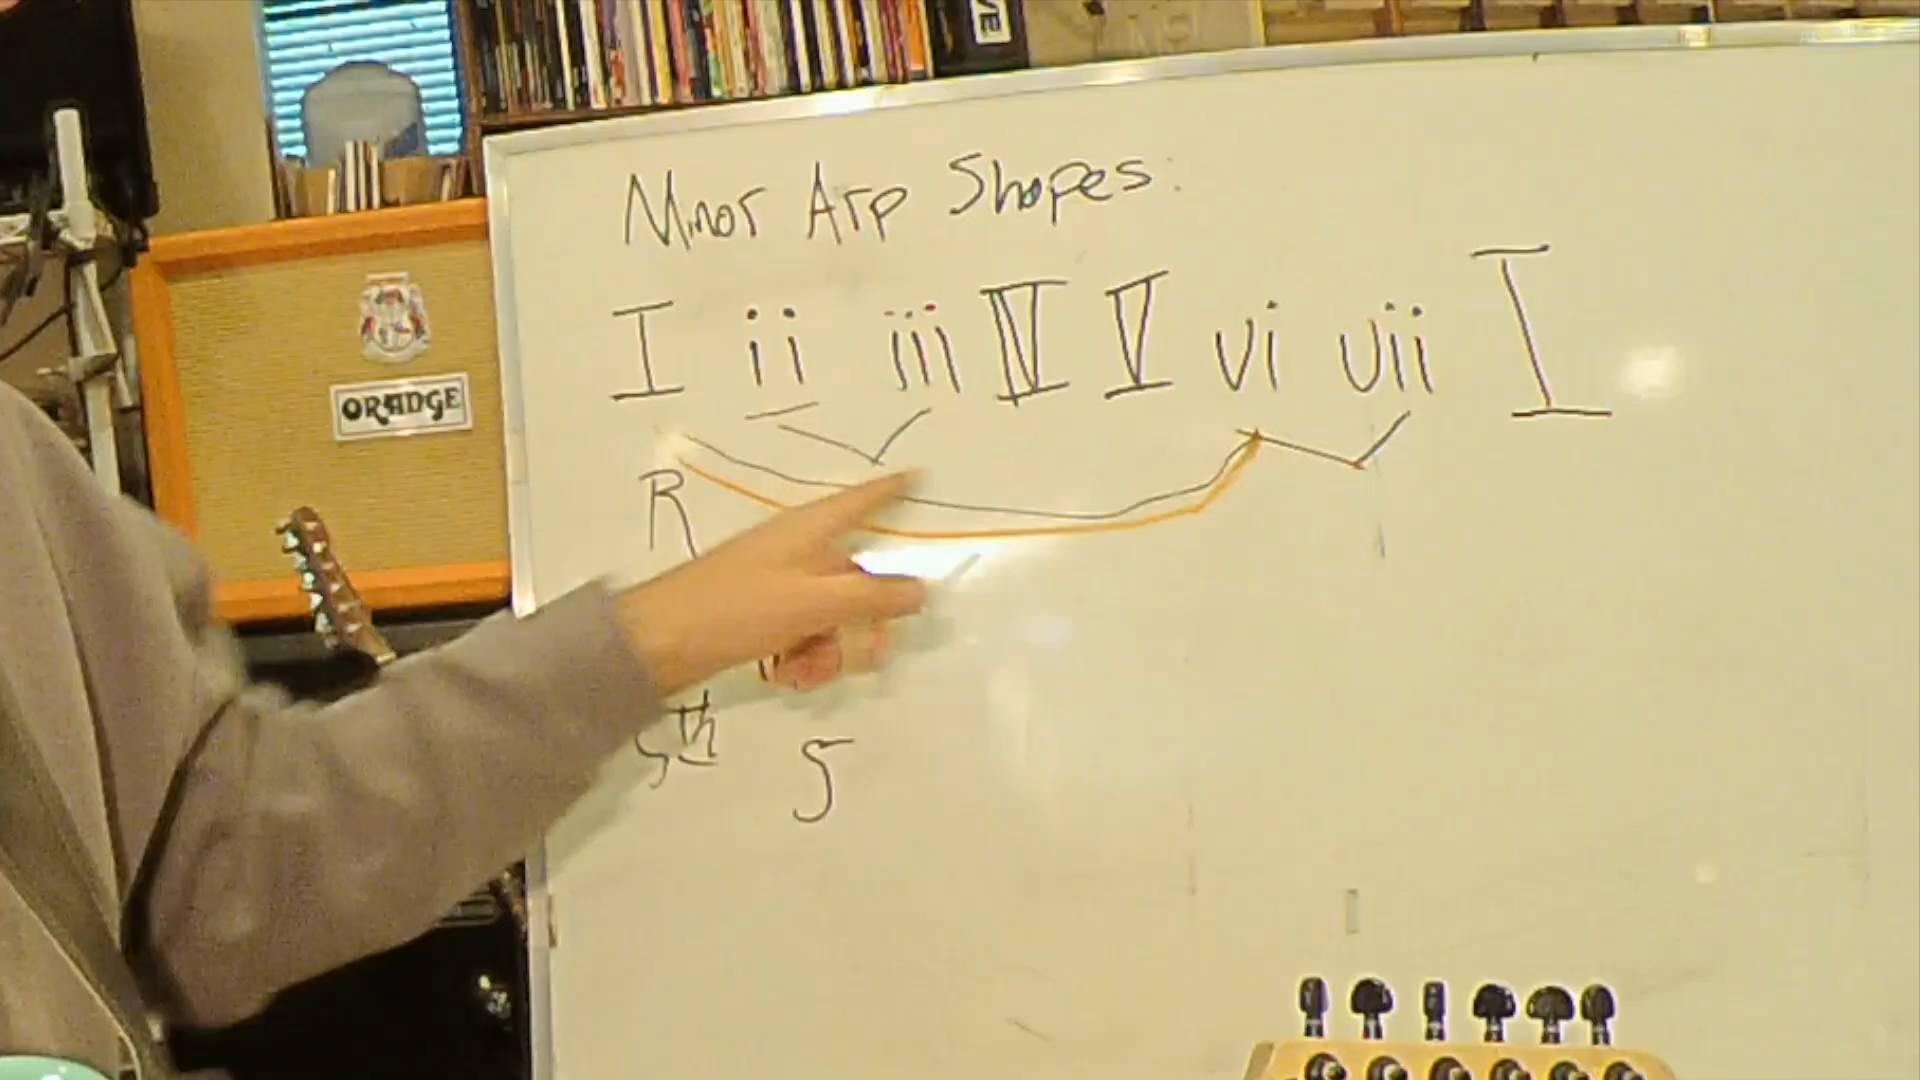 Minor Arp Shapes:
I ii iii IV V vi vii I
R
5th 5
ORANGE